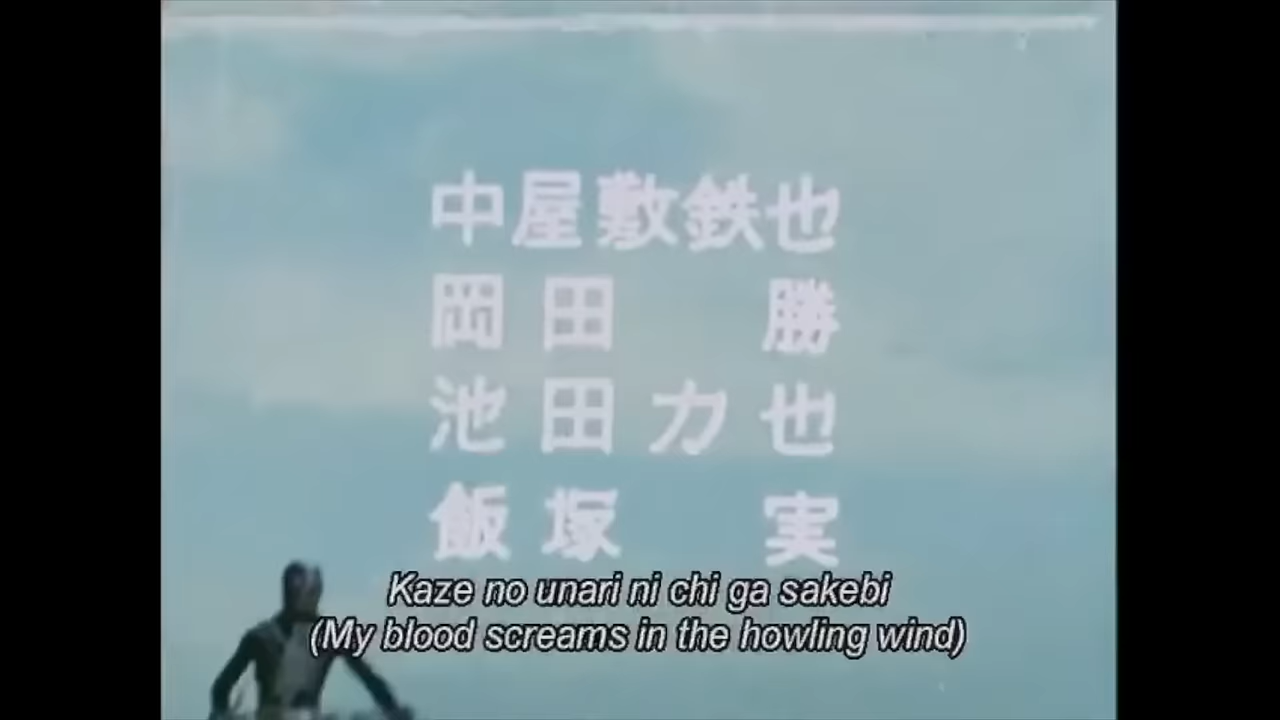 中屋敷鉄也
岡田 勝
池田力也
飯塚 実
Kaze no unari ni chi ga sakebi
(My blood screams in the howling wind)